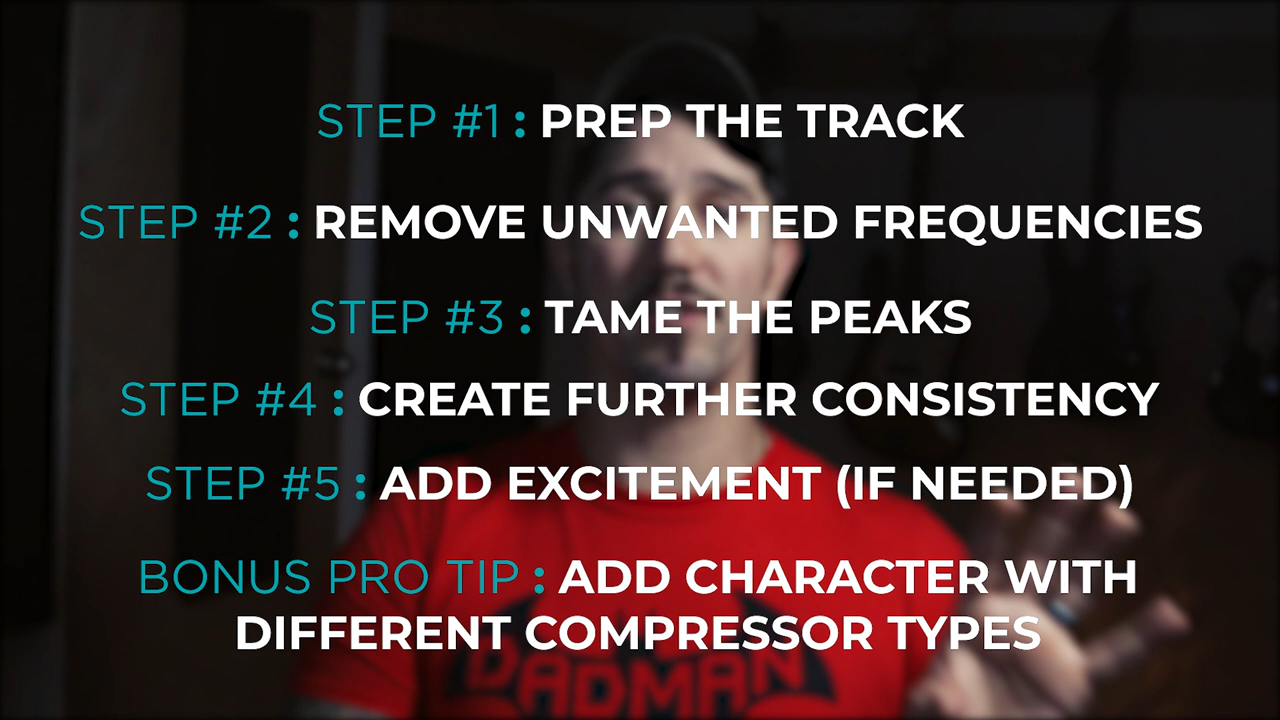 STEP #1 : PREP THE TRACK
STEP #2 : REMOVE UNWANTED FREQUENCIES
STEP #3 : TAME THE PEAKS
STEP #4 : CREATE FURTHER CONSISTENCY
STEP #5 : ADD EXCITEMENT (IF NEEDED)
BONUS PRO TIP : ADD CHARACTER WITH
DIFFERENT COMPRESSOR TYPES
DADMAN